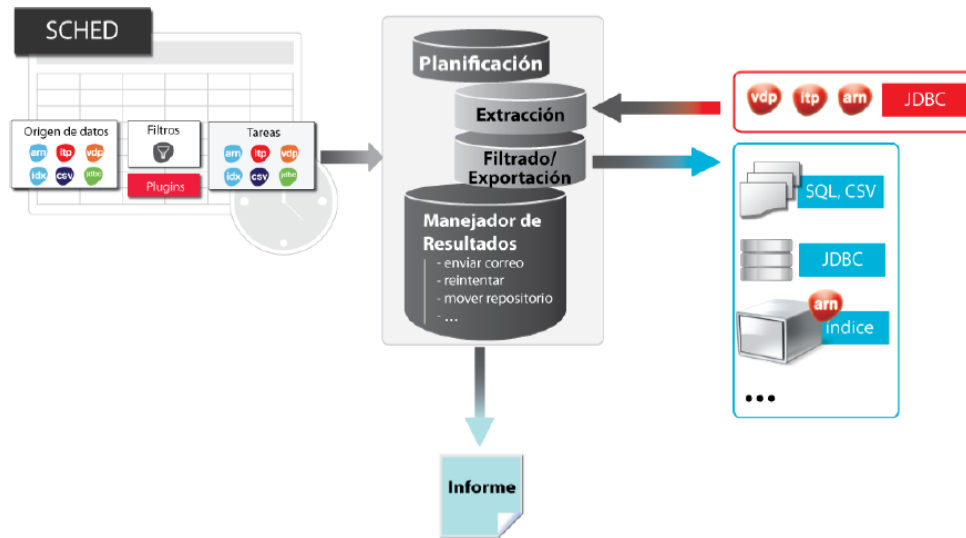 SCHED
Origen de datos
arn itp vdp
idx csv jdbc
Filtros
Plugins
Tareas
arn itp vdp
idx csv jdbc
Planificación
Extracción
Filtrado/
Exportación
Manejador de
Resultados
- enviar correo
- reintentar
- mover repositorio
- ...
vdp itp arn JDBC
SQL, CSV
JDBC
arn
índice
...
Informe